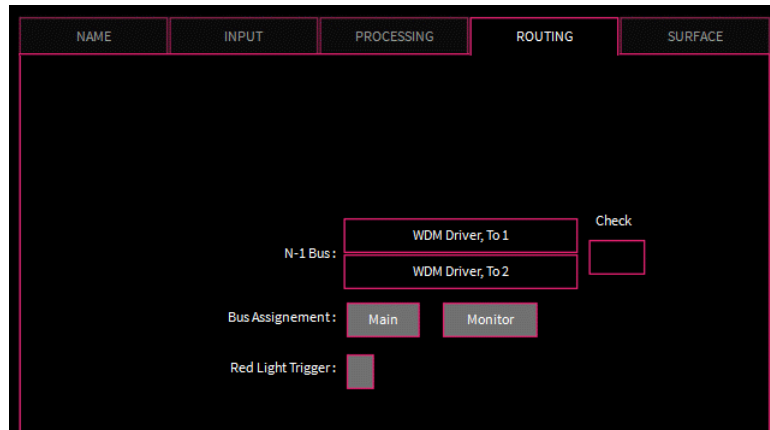 NAME INPUT PROCESSING ROUTING SURFACE
Check
WDM Driver, To 1
N-1 Bus:
WDM Driver, To 2
Bus Assignement: Main Monitor
Red Light Trigger: